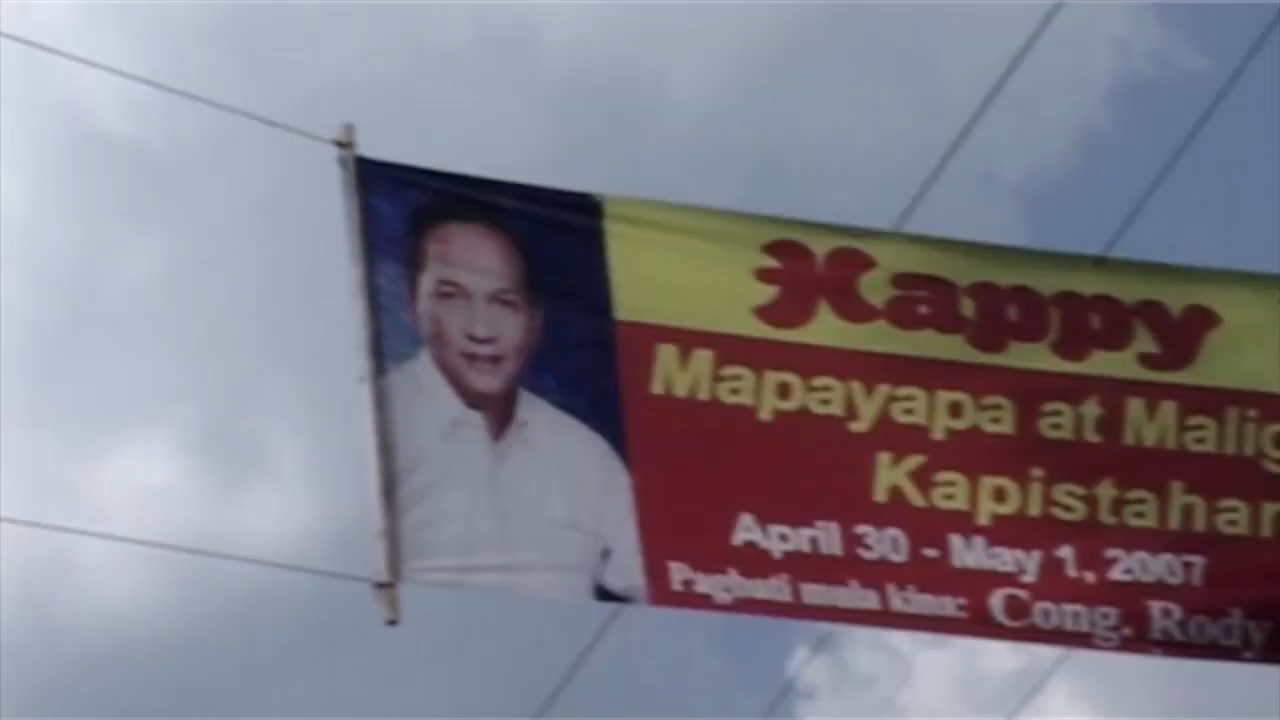 Happy
Mapayapa at Malig
Kapistahan
April 30 - May 1, 2007
Pagbati mula kina: Cong. Rody